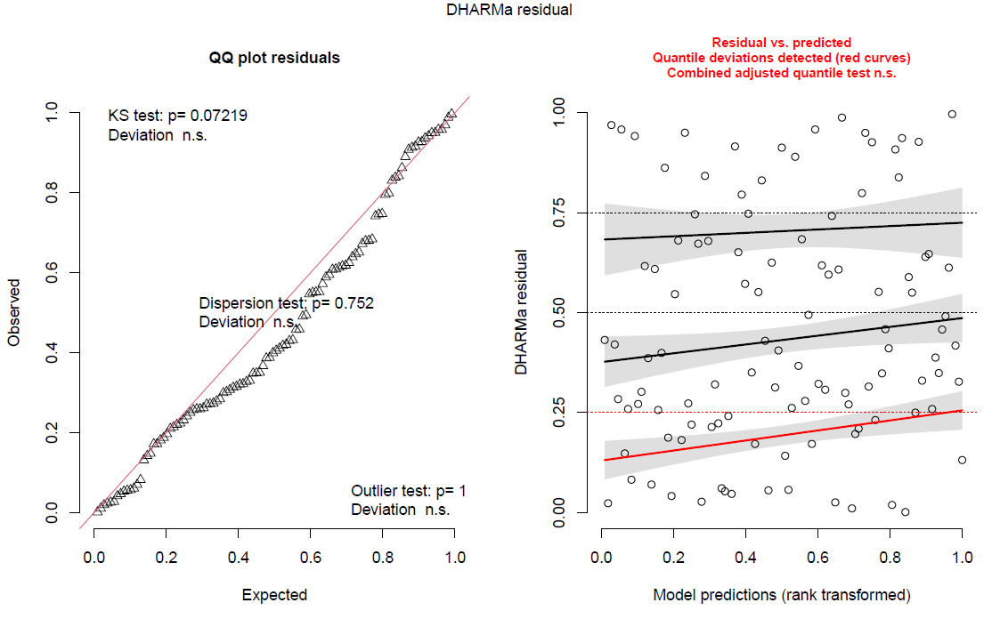 DHARMa residual
QQ plot residuals
KS test: p= 0.07219
Deviation n.s.
Dispersion test: p= 0.752
Deviation n.s.
Outlier test: p= 1
Deviation n.s.
Observed
1.0
0.8
0.6
0.4
0.2
0.0
0.0 0.2 0.4 0.6 0.8 1.0
Expected
Residual vs. predicted
Quantile deviations detected (red curves)
Combined adjusted quantile test n.s.
DHARMa residual
1.00
0.75
0.50
0.25
0.00
0.0 0.2 0.4 0.6 0.8 1.0
Model predictions (rank transformed)